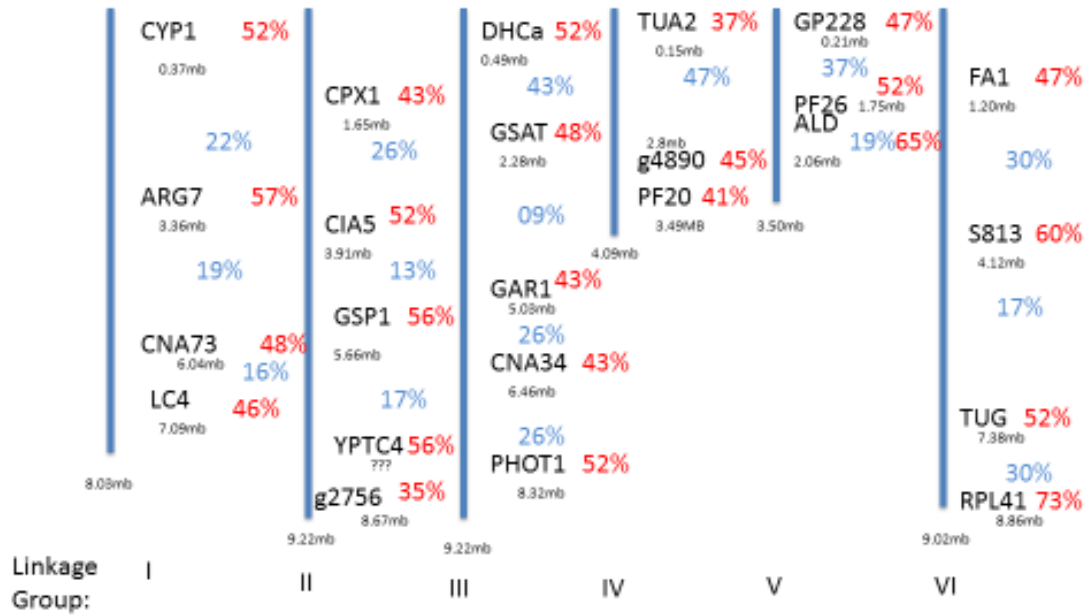 CYP1 52%
0.37mb
22%
ARG7 57%
3.36mb
19%
CNA73 48%
6.04mb
16%
LC4 46%
7.09mb
8.03mb
CPX1 43%
1.65mb
26%
CIA5 52%
3.91mb
13%
GSP1 56%
5.66mb
17%
YPTC4 56%
???
g2756 35%
8.67mb
9.22mb
DHCa 52%
0.49mb
43%
GSAT 48%
2.28mb
09%
GAR1 43%
5.03mb
26%
CNA34 43%
6.46mb
26%
PHOT1 52%
8.32mb
9.22mb
TUA2 37%
0.15mb
47%
2.8mb
g4890 45%
PF20 41%
3.49MB
4.09mb
GP228 47%
0.21mb
37%
52%
PF26 1.75mb
ALD
19% 65%
2.06mb
3.50mb
FA1 47%
1.20mb
30%
S813 60%
4.12mb
17%
TUG 52%
7.38mb
30%
RPL41 73%
8.86mb
9.02mb
Linkage
Group:
I II III IV V VI